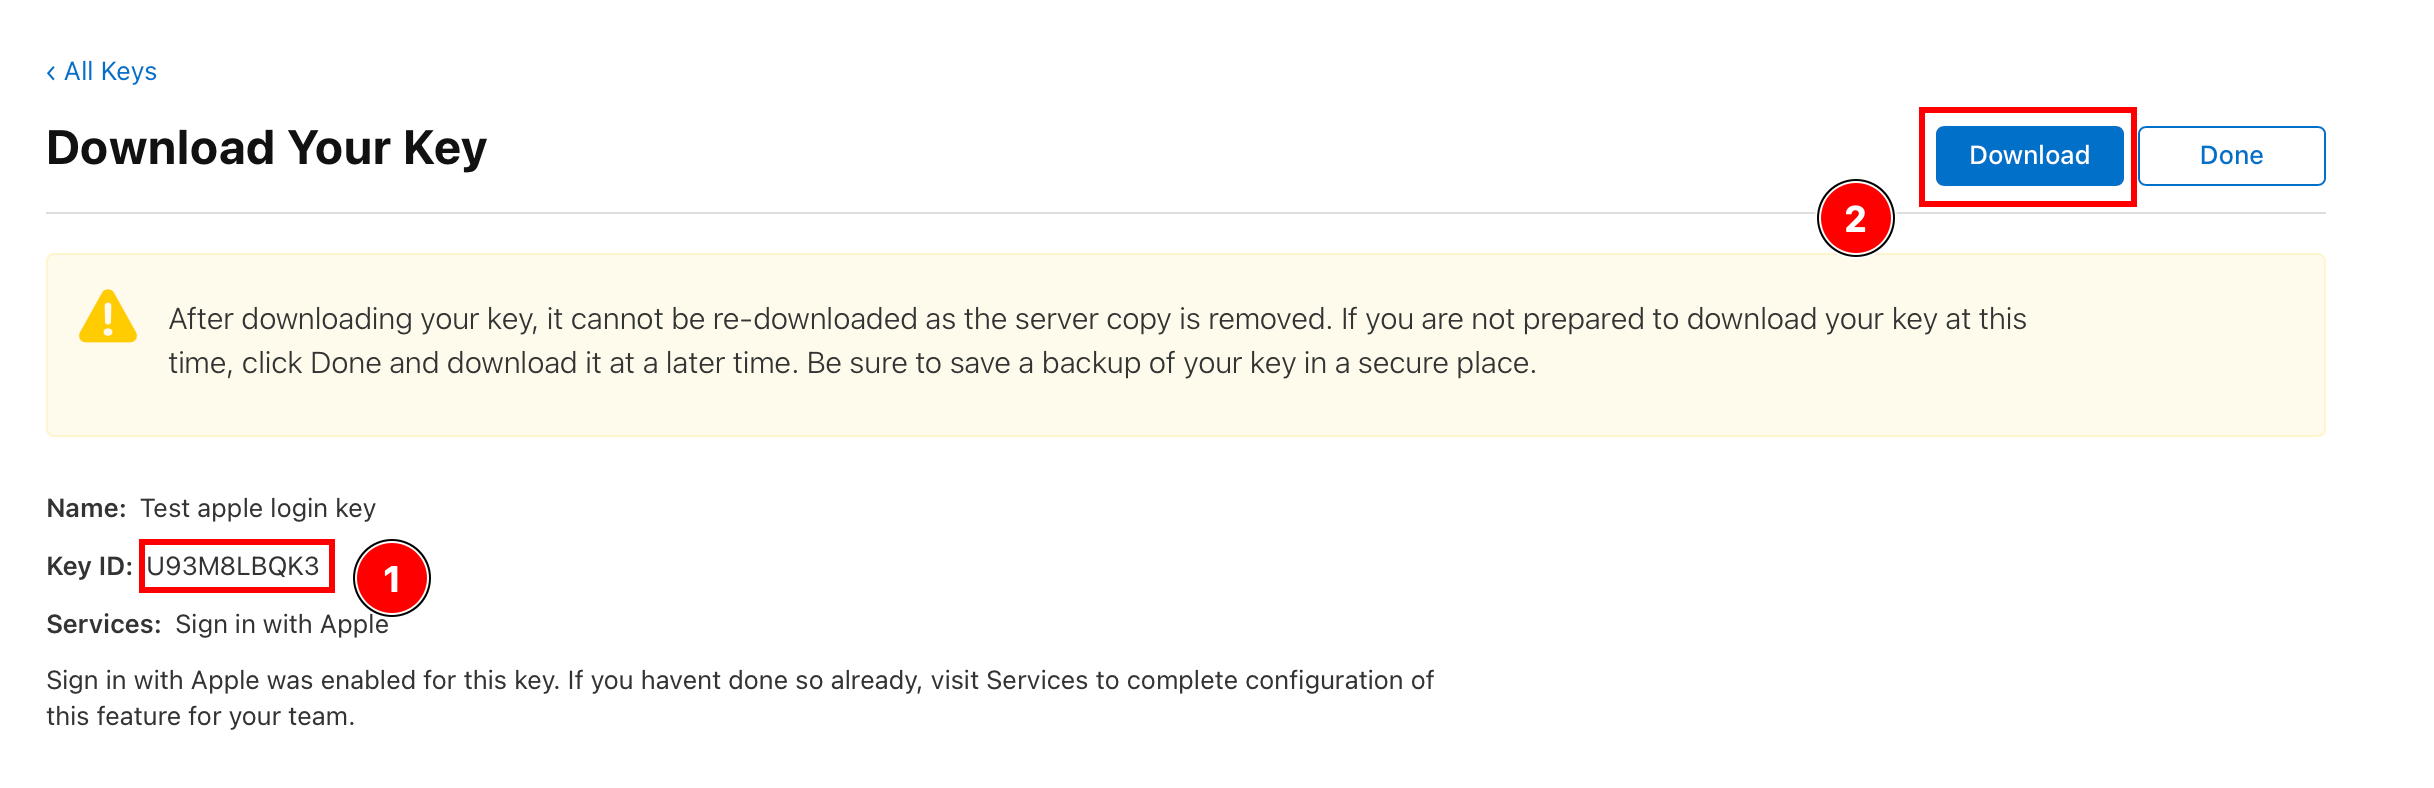 ‹ All Keys
Download Your Key
Download
Done
2
After downloading your key, it cannot be re-downloaded as the server copy is removed. If you are not prepared to download your key at this
time, click Done and download it at a later time. Be sure to save a backup of your key in a secure place.
Name: Test apple login key
Key ID: U93M8LBQK3
1
Services: Sign in with Apple
Sign in with Apple was enabled for this key. If you havent done so already, visit Services to complete configuration of
this feature for your team.